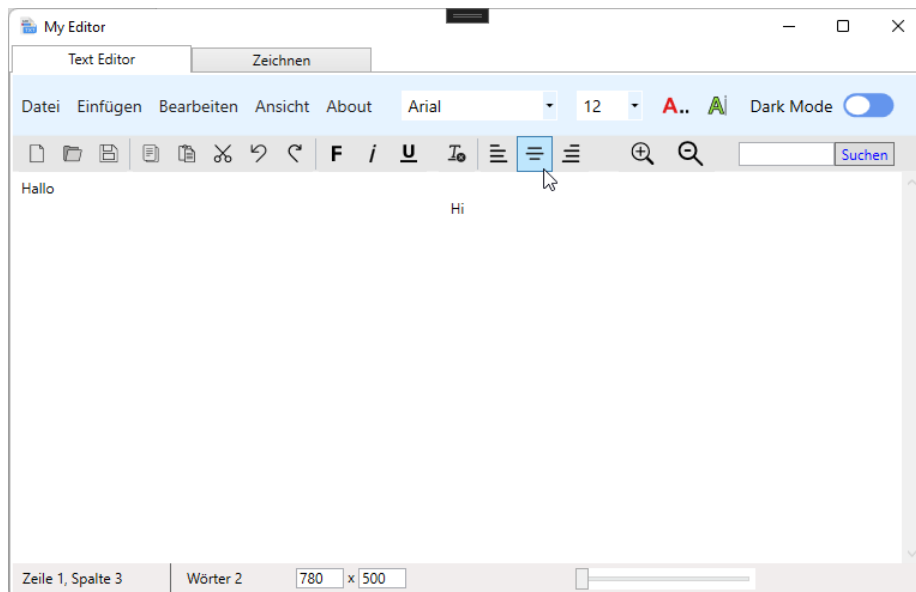 My Editor
Text Editor Zeichnen
Datei Einfügen Bearbeiten Ansicht About Arial 12 A.. A Dark Mode
F i U Suchen
Hallo
Hi
Zeile 1, Spalte 3 Wörter 2 780 x 500